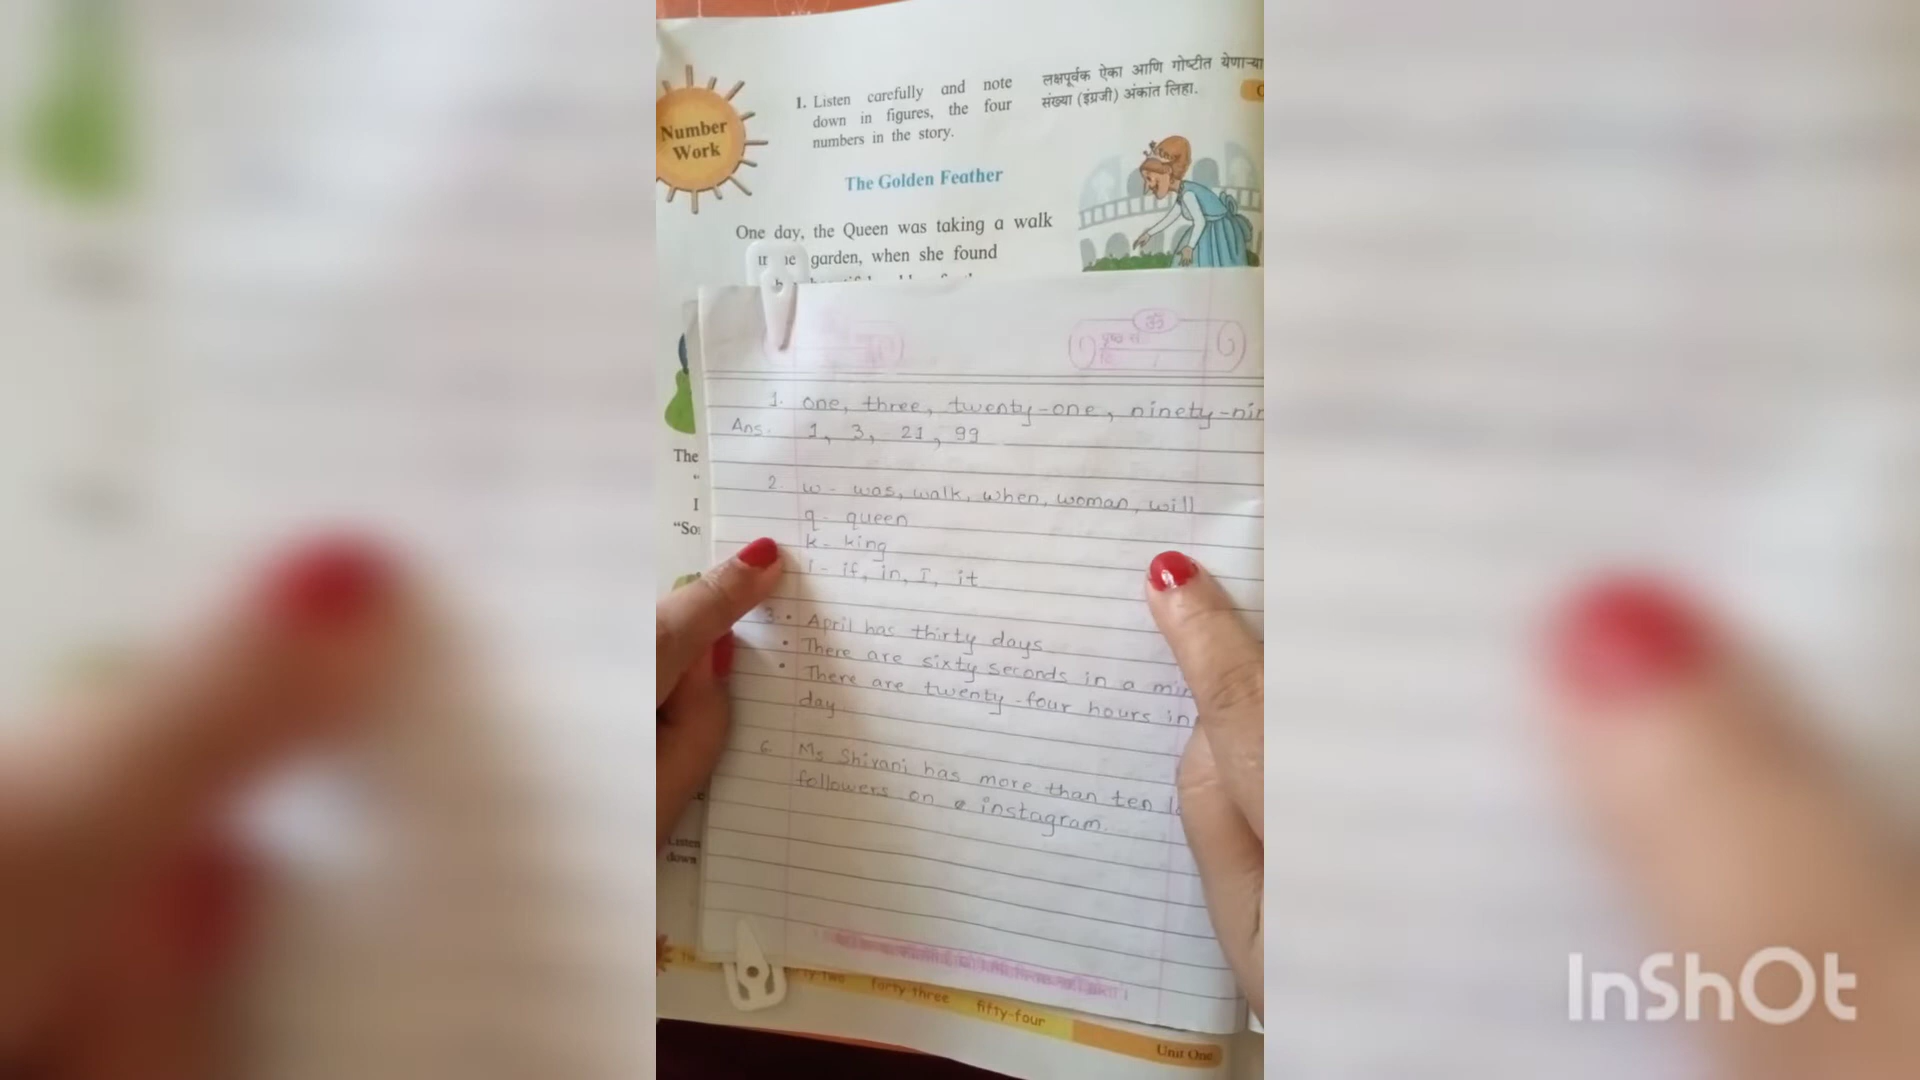 Number
Work
1. Listen carefully and note
down in figures, the four
numbers in the story.
लक्षपूर्वक ऐका आणि गोष्टीत येणाऱ्या
संख्या (इंग्रजी) अंकांत लिहा.
The Golden Feather
One day, the Queen was taking a walk
garden, when she found
The
I
"So
1. one, three, twenty-one, ninety-nin
Ans. 1, 3, 21, 99
2. w - was, walk, when, woman, will
q - queen
k - king
i - if, in, I, it
3. • April has thirty days
• There are sixty seconds in a min
• There are twenty-four hours in
day
6. Ms Shivani has more than ten l
followers on instagram.
Listen
down
forty-three fifty-four
Unit One
InShOt